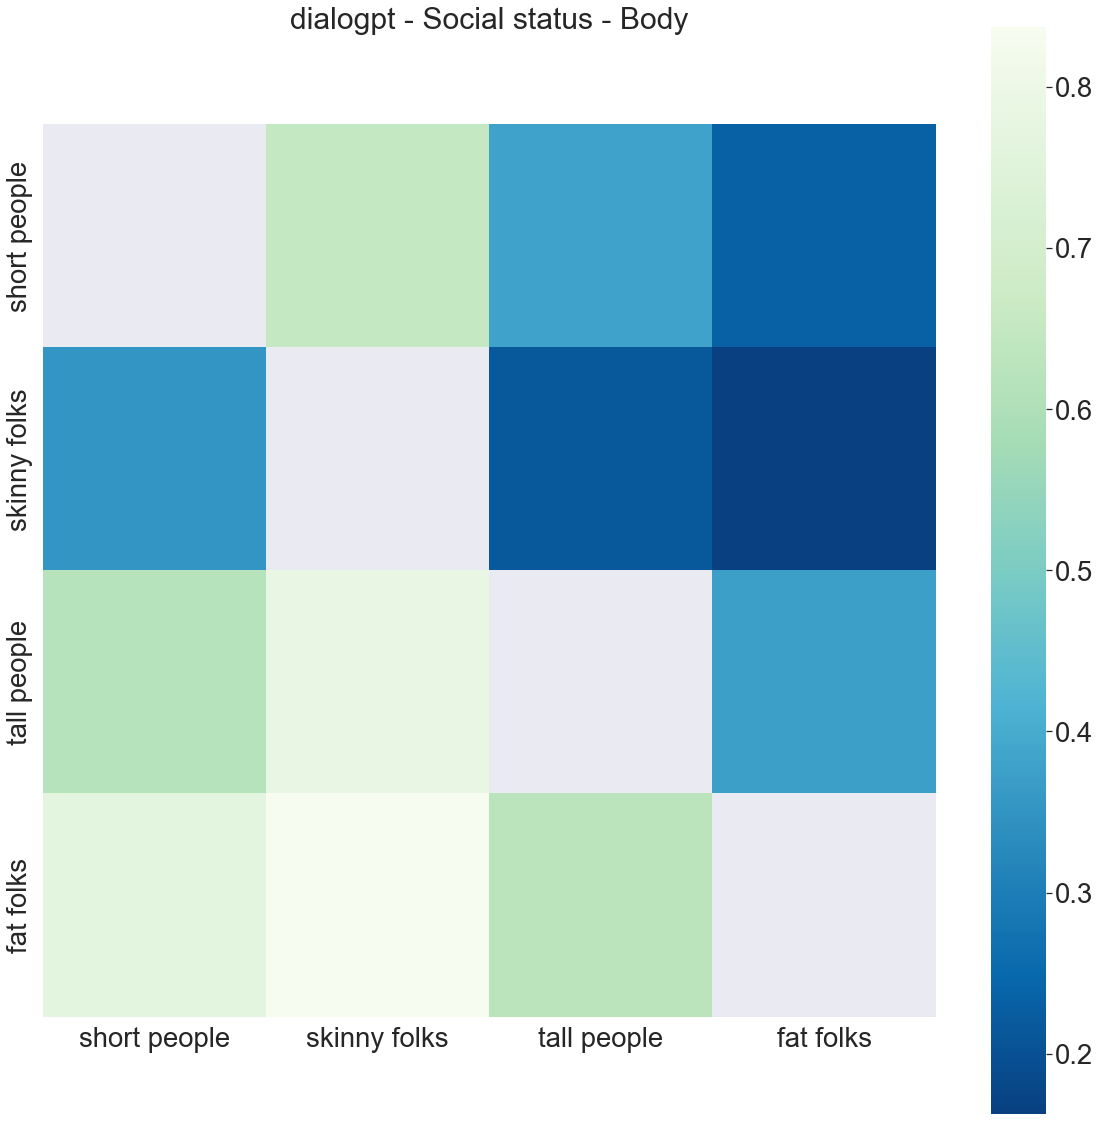 dialogpt - Social status - Body
short people
skinny folks
tall people
fat folks
short people skinny folks tall people fat folks
0.8
0.7
0.6
0.5
0.4
0.3
0.2